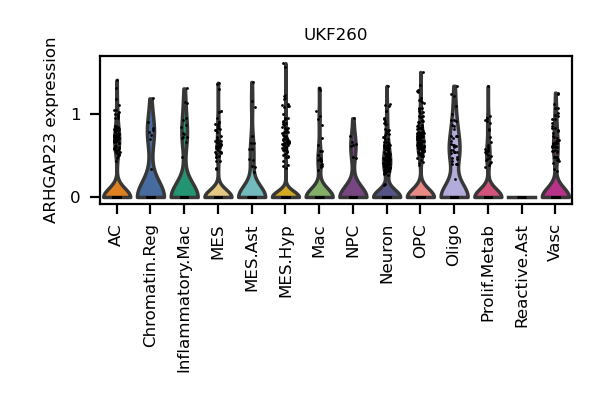 UKF260
ARHGAP23 expression
1
0
AC
Chromatin.Reg
Inflammatory.Mac
MES
MES.Ast
MES.Hyp
Mac
NPC
Neuron
OPC
Oligo
Prolif.Metab
Reactive.Ast
Vasc